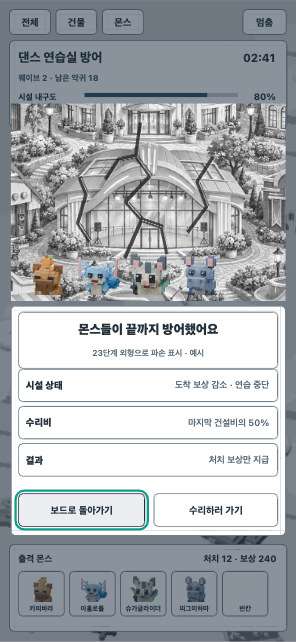 전체 건물 몬스 멈춤
댄스 연습실 방어 02:41
웨이브 2 · 남은 악귀 18
시설 내구도 80%
몬스들이 끝까지 방어했어요
23단계 외형으로 파손 표시 · 예시
시설 상태 도착 보상 감소 · 연습 중단
수리비 마지막 건설비의 50%
결과 처치 보상만 지급
보드로 돌아가기 수리하러 가기
출격 몬스 처치 12 · 보상 240
카피바라 아홀로틀 슈가글라이더 피그미하마 빈칸